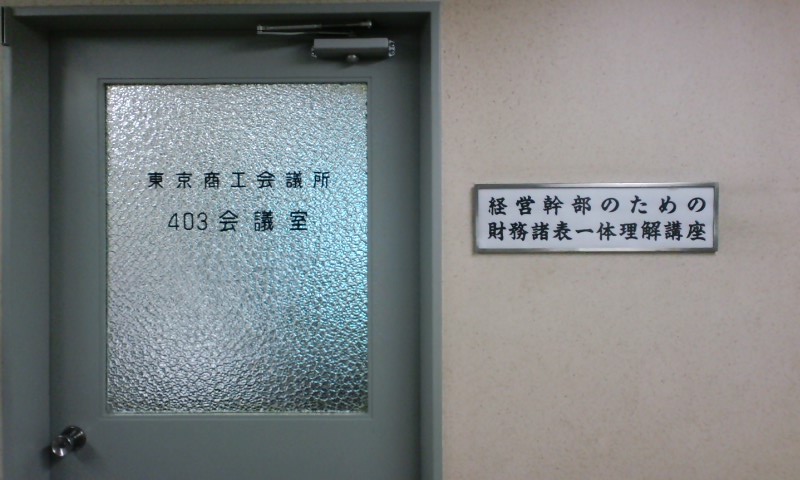 東京商工会議所
403会議室
経営幹部のための
財務諸表一体理解講座